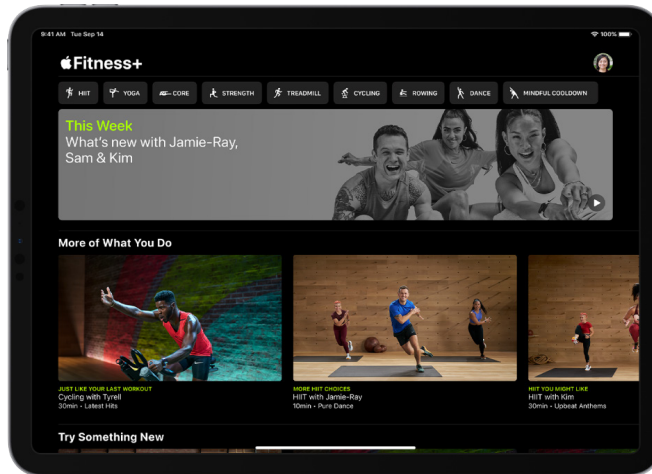 9:41 AM Tue Sep 14
100%
Fitness+
HIIT
YOGA
CORE
STRENGTH
TREADMILL
CYCLING
ROWING
DANCE
MINDFUL COOLDOWN
This Week
What's new with Jamie-Ray,
Sam & Kim
More of What You Do
JUST LIKE YOUR LAST WORKOUT
Cycling with Tyrell
30min • Latest Hits
MORE HIIT CHOICES
HIIT with Jamie-Ray
10min • Pure Dance
HIIT YOU MIGHT LIKE
HIIT with Kim
30min • Upbeat Anthems
Try Something New